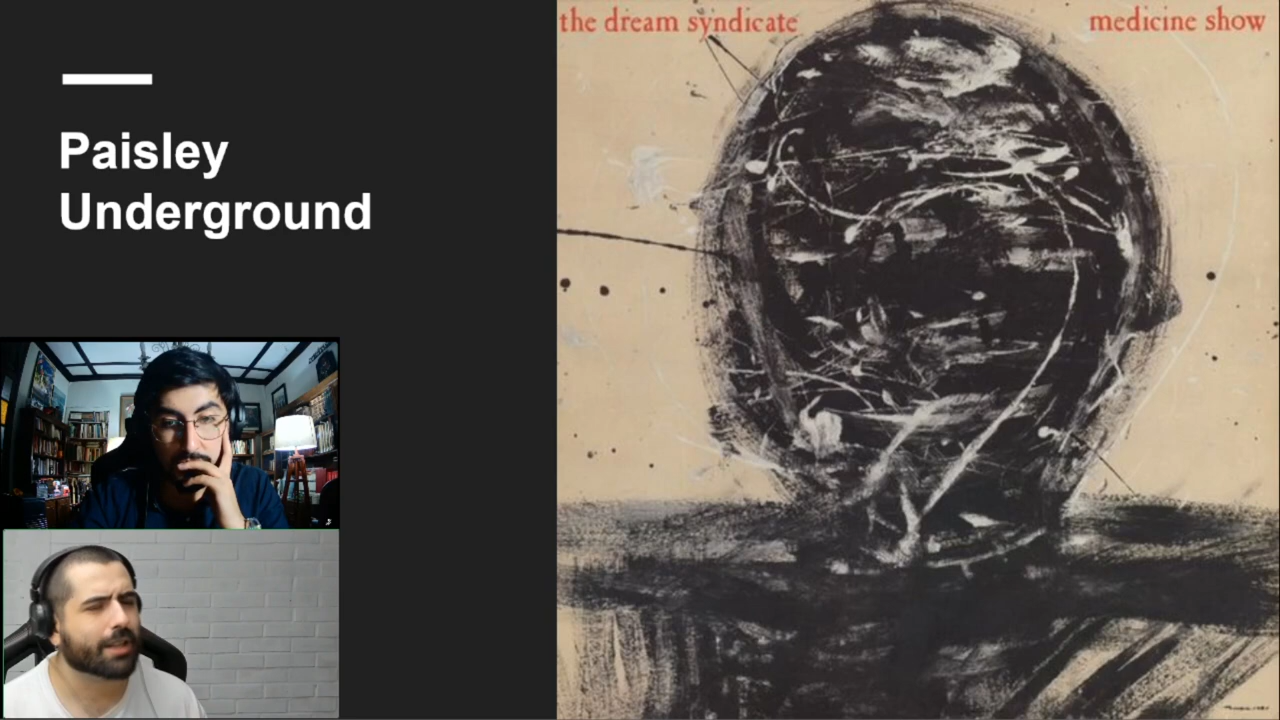 Paisley
Underground
the dream syndicate
medicine show